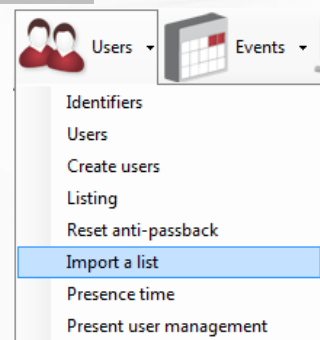 Users Events
Identifiers
Users
Create users
Listing
Reset anti-passback
Import a list
Presence time
Present user management